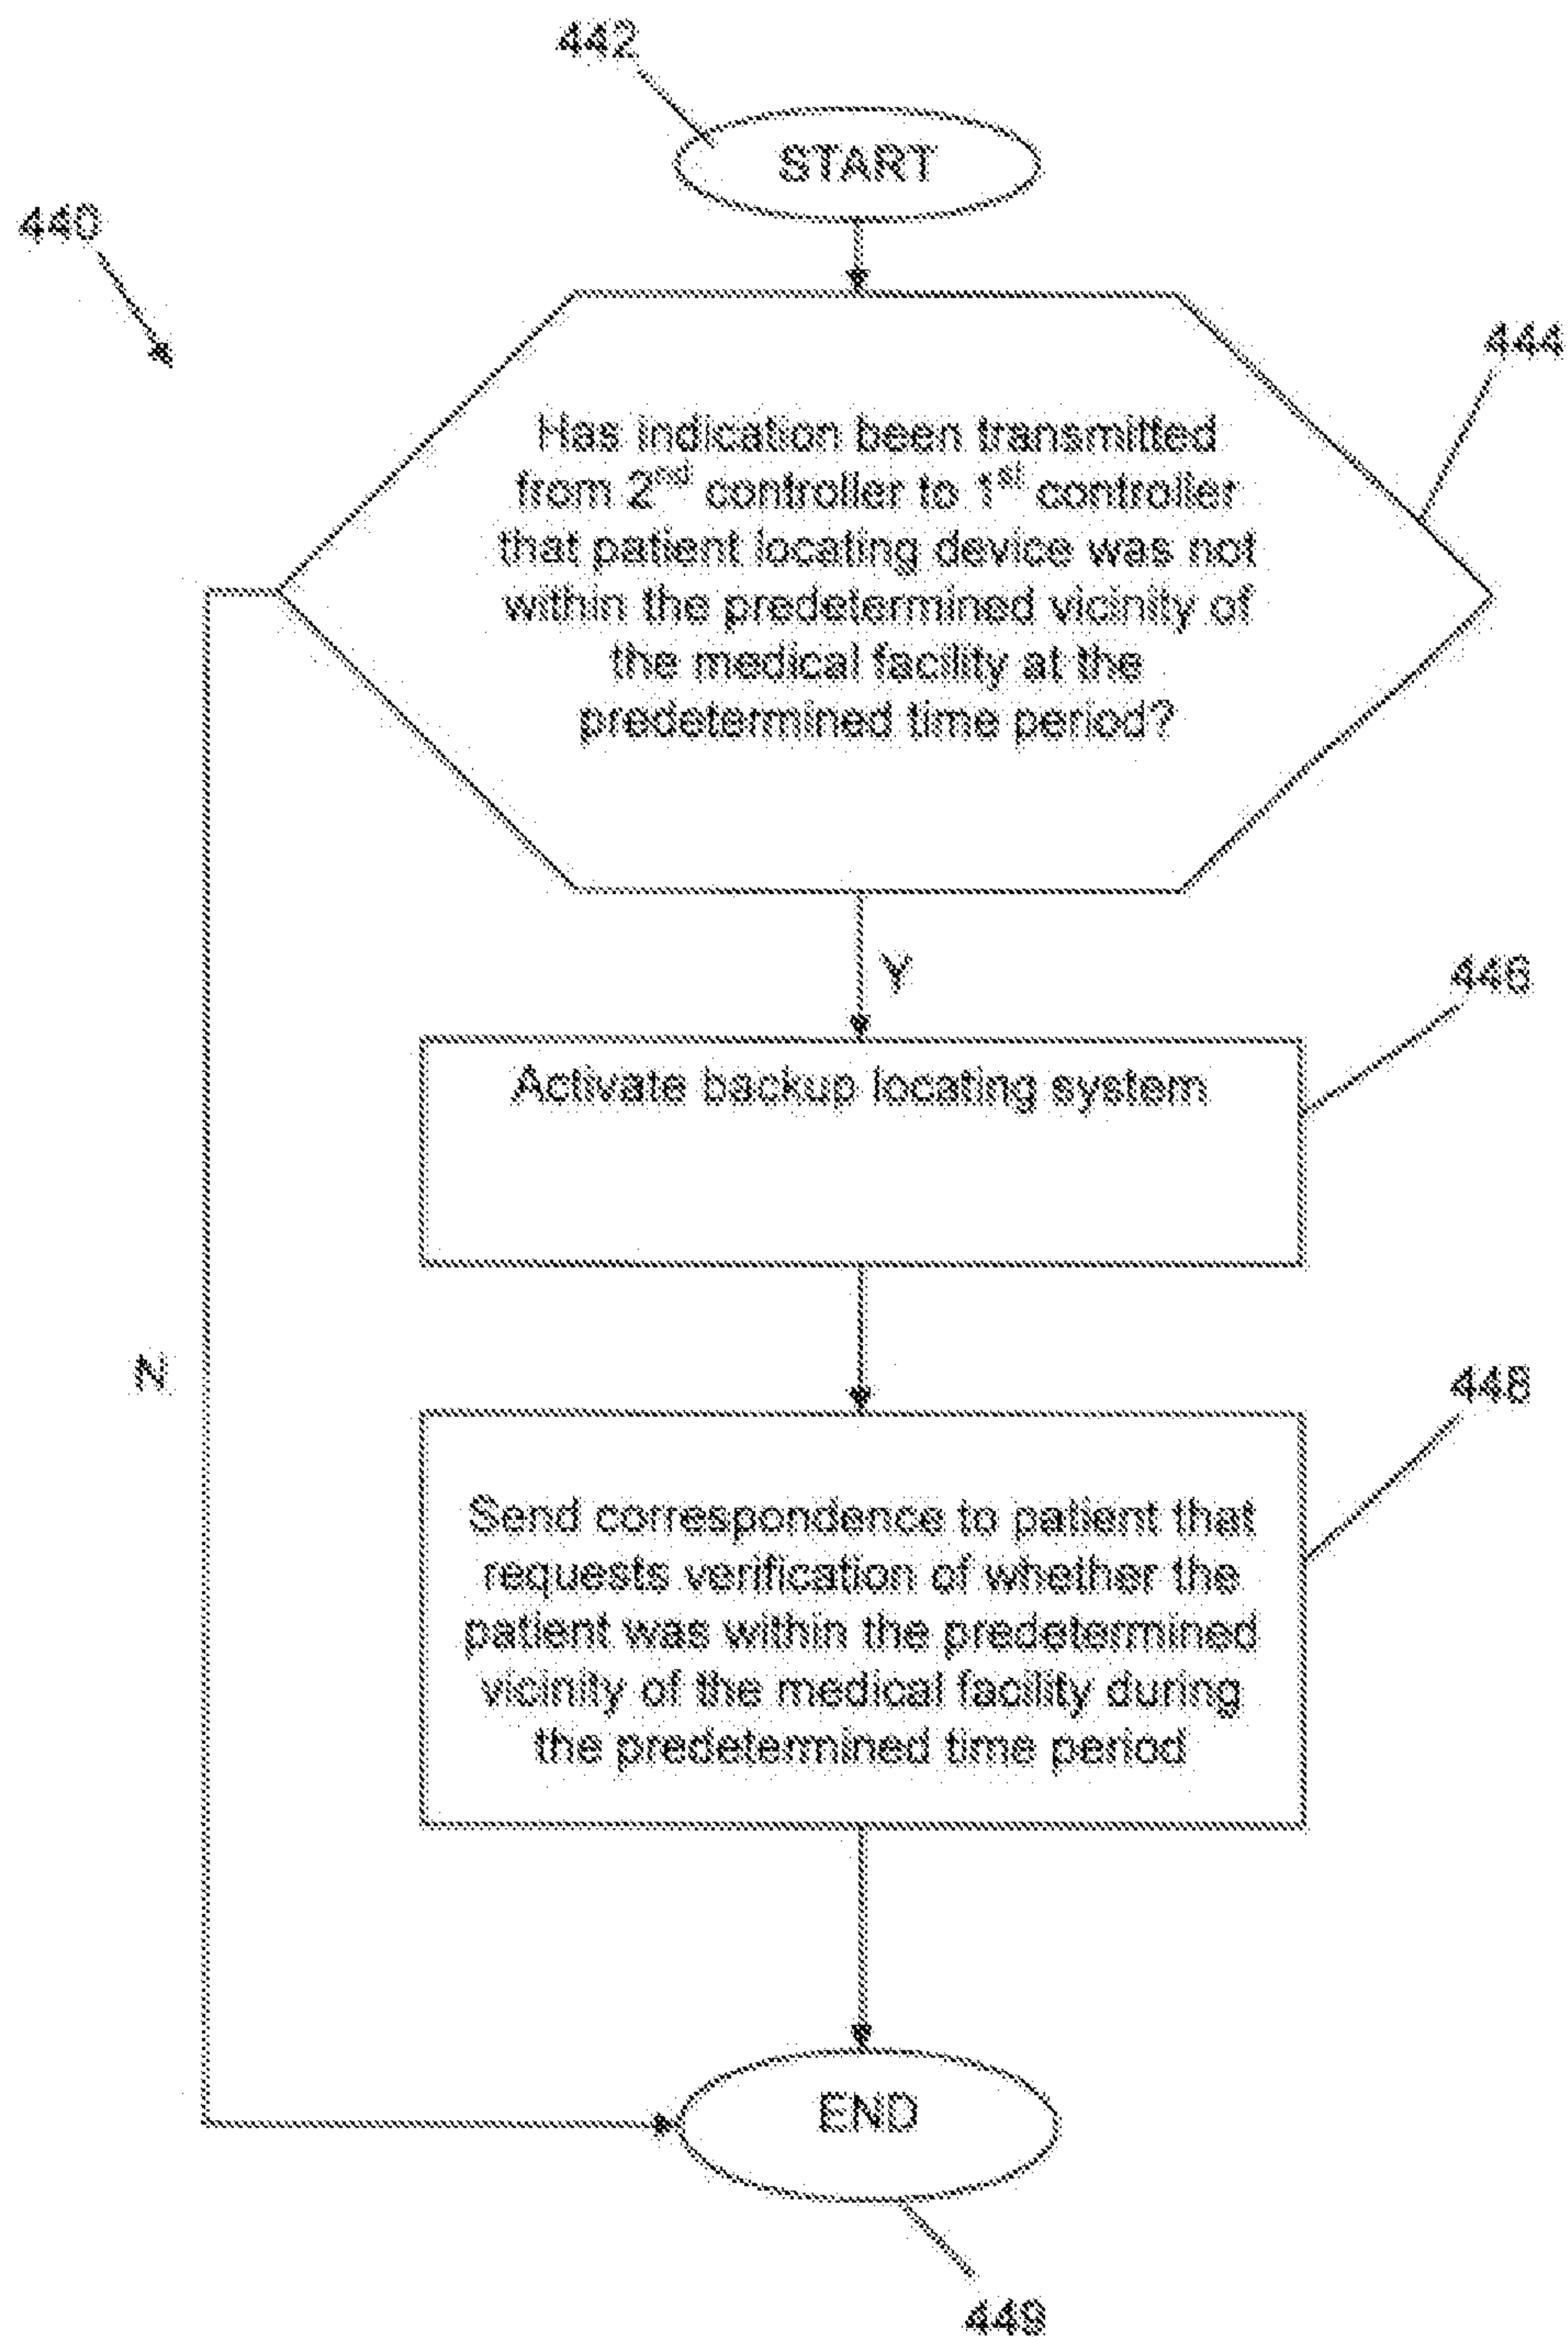 442
START
440
444
Has indication been transmitted
from 2nd controller to 1st controller
that patient locating device was not
within the predetermined vicinity of
the medical facility at the
predetermined time period?
Y
446
Activate backup locating system
N
448
Send correspondence to patient that
requests verification of whether the
patient was within the predetermined
vicinity of the medical facility during
the predetermined time period
END
449